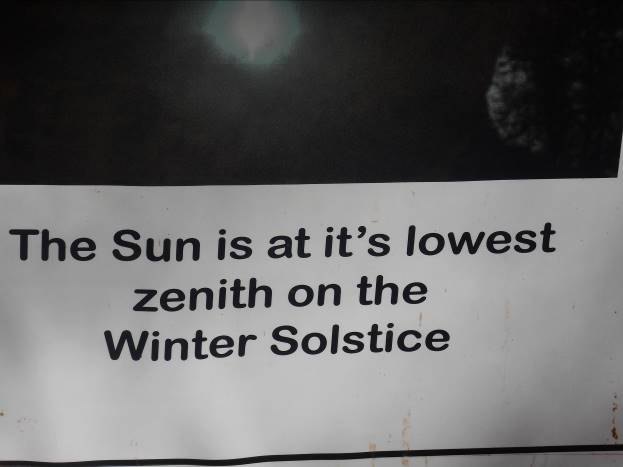 The Sun is at it's lowest
zenith on the
Winter Solstice